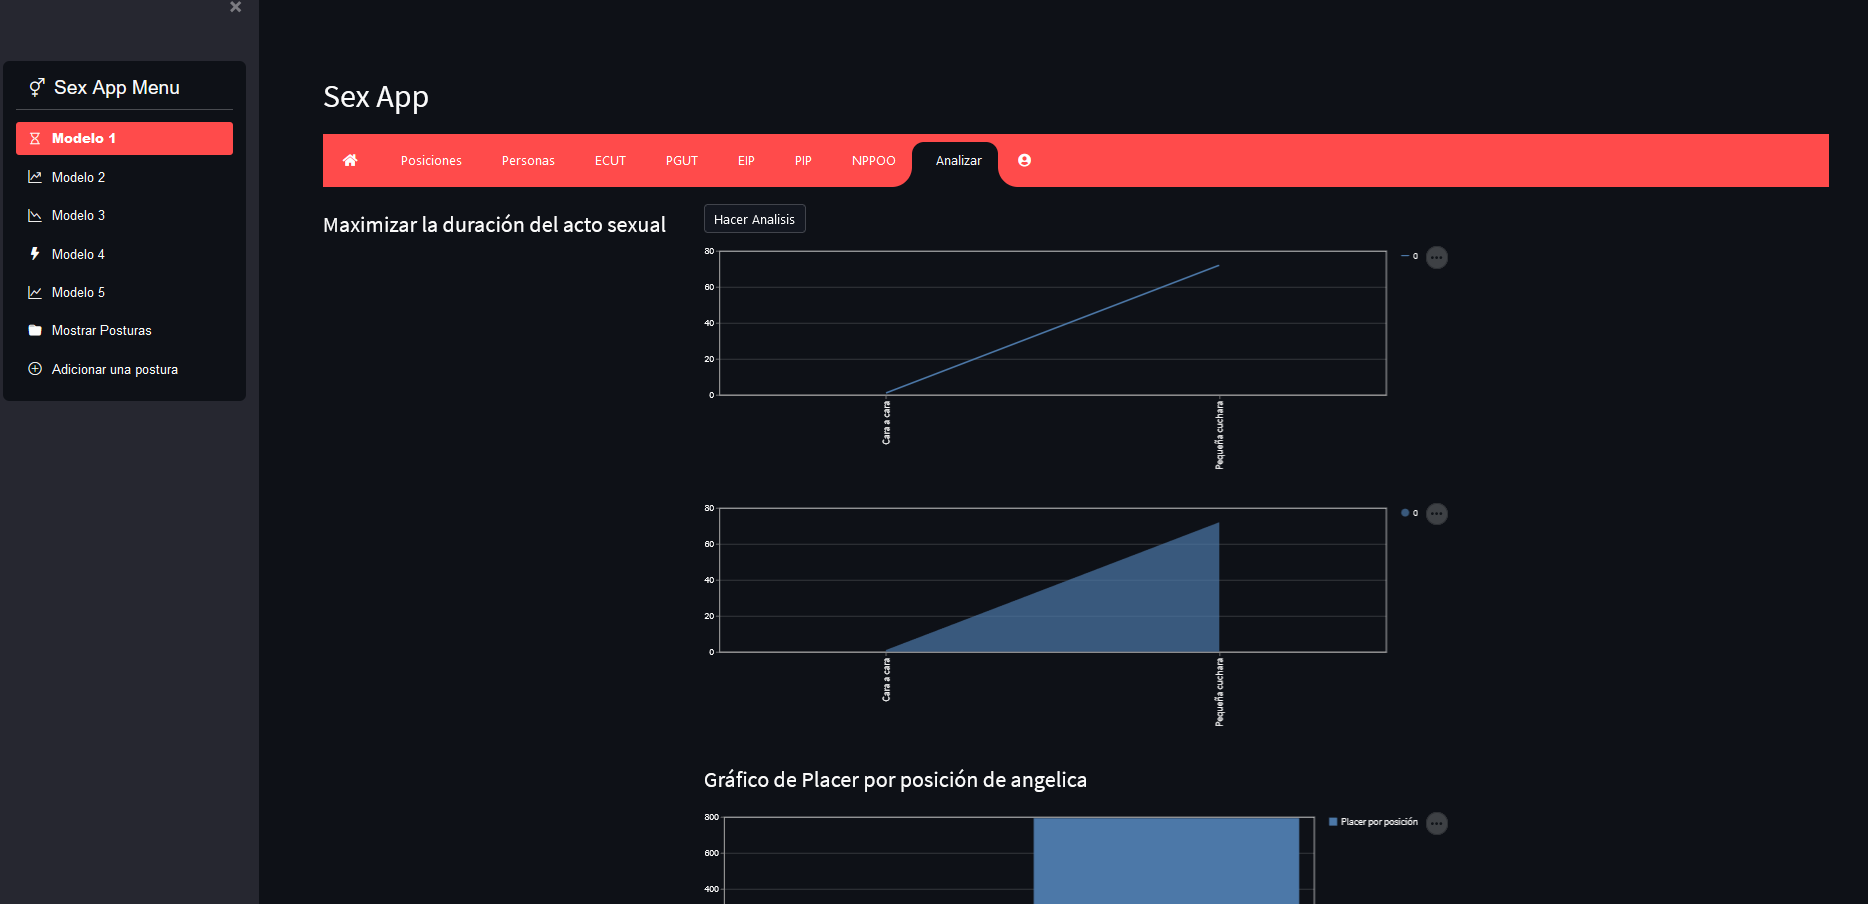 Sex App Menu
Modelo 1
Modelo 2
Modelo 3
Modelo 4
Modelo 5
Mostrar Posturas
Adicionar una postura
Sex App
Posiciones Personas ECUT PGUT EIP PIP NPPOO Analizar
Maximizar la duración del acto sexual
Hacer Analisis
80
60
40
20
0
0
Cara a cara
Pequeña cuchara
80
60
40
20
0
0
Cara a cara
Pequeña cuchara
Gráfico de Placer por posición de angelica
800
600
400
Placer por posición